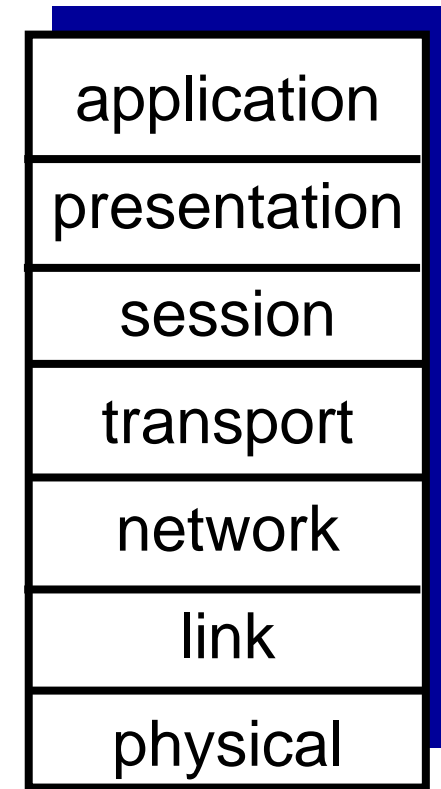 application
presentation
session
transport
network
link
physical